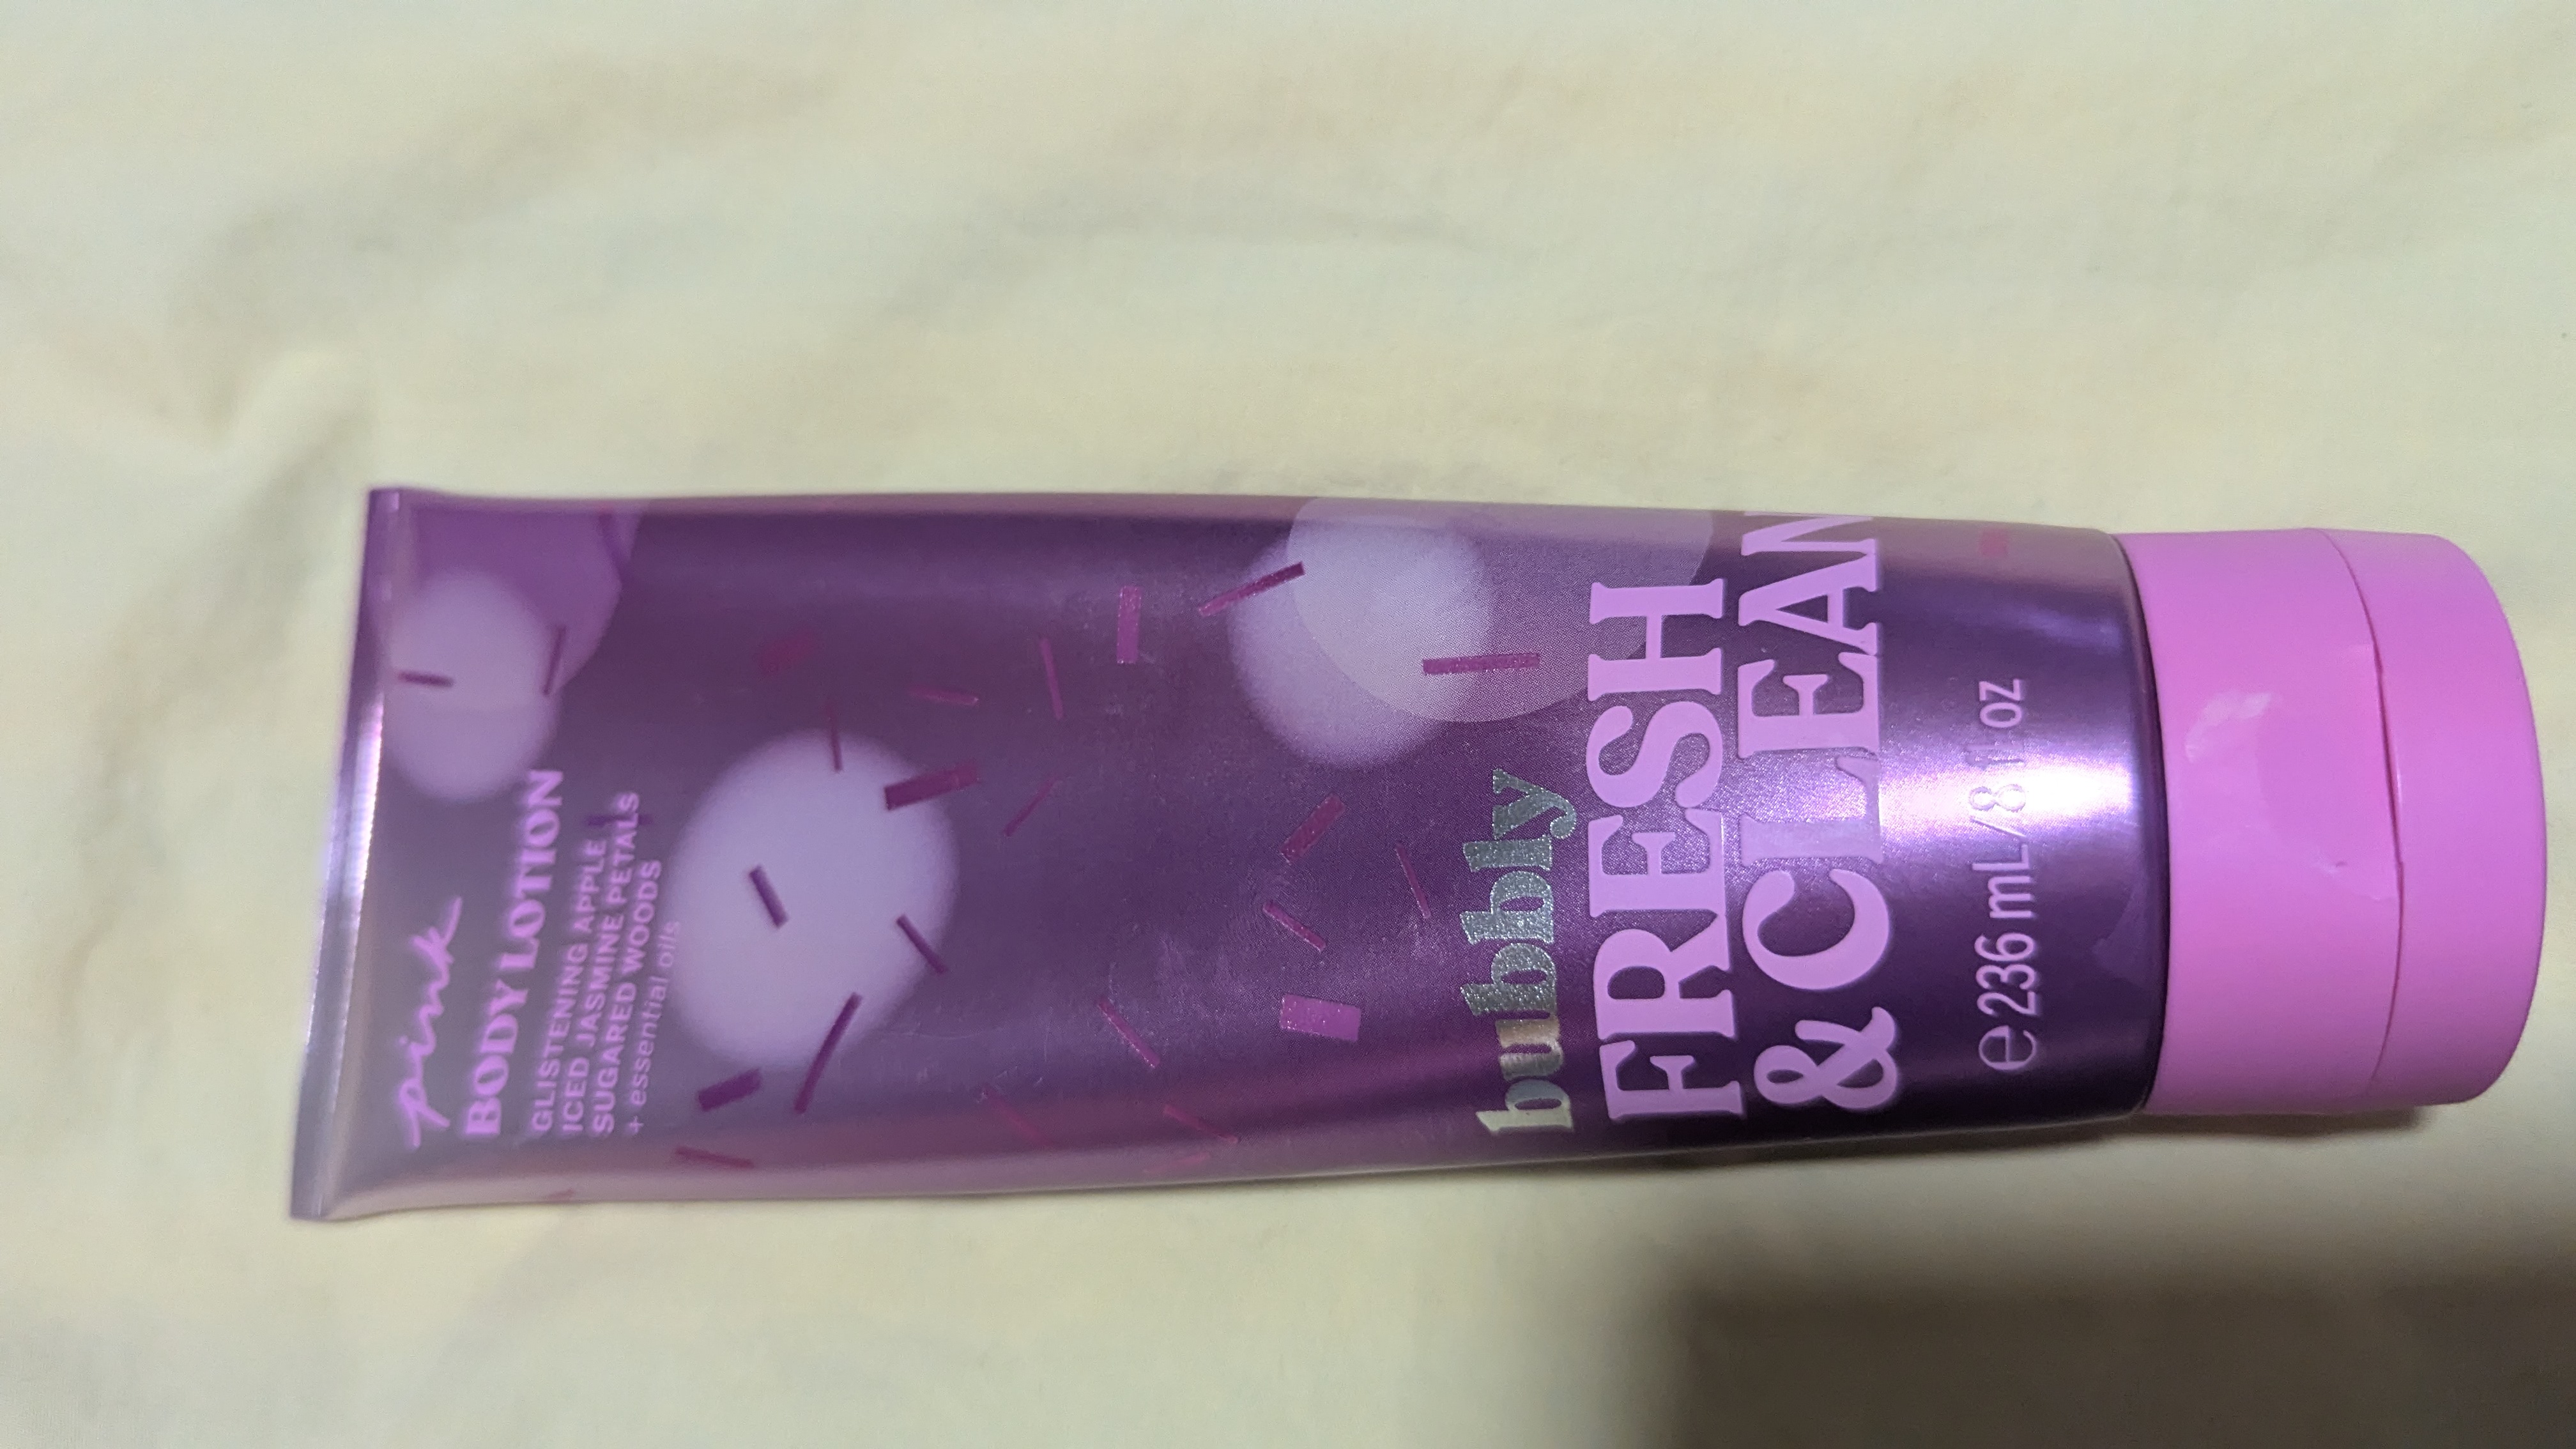 pink
BODY LOTION
GLISTENING APPLE
ICED JASMINE PETALS
SUGARED WOODS
+ essential oils
bubbly
FRESH
& CLEAN
e 236 mL/8 fl oz